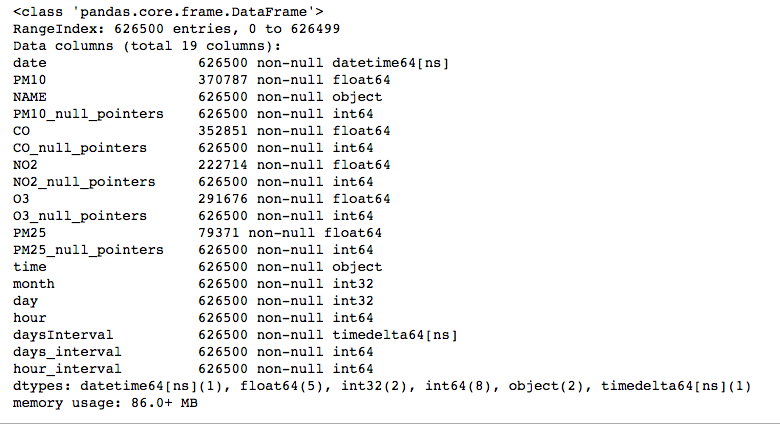 <class 'pandas.core.frame.DataFrame'>
RangeIndex: 626500 entries, 0 to 626499
Data columns (total 19 columns):
date                 626500 non-null datetime64[ns]
PM10                 370787 non-null float64
NAME                 626500 non-null object
PM10_null_pointers   626500 non-null int64
CO                   352851 non-null float64
CO_null_pointers     626500 non-null int64
NO2                  222714 non-null float64
NO2_null_pointers    626500 non-null int64
O3                   291676 non-null float64
O3_null_pointers     626500 non-null int64
PM25                 79371 non-null float64
PM25_null_pointers   626500 non-null int64
time                 626500 non-null object
month                626500 non-null int32
day                  626500 non-null int32
hour                 626500 non-null int64
daysInterval         626500 non-null timedelta64[ns]
days_interval        626500 non-null int64
hour_interval        626500 non-null int64
dtypes: datetime64[ns](1), float64(5), int32(2), int64(8), object(2), timedelta64[ns](1)
memory usage: 86.0+ MB